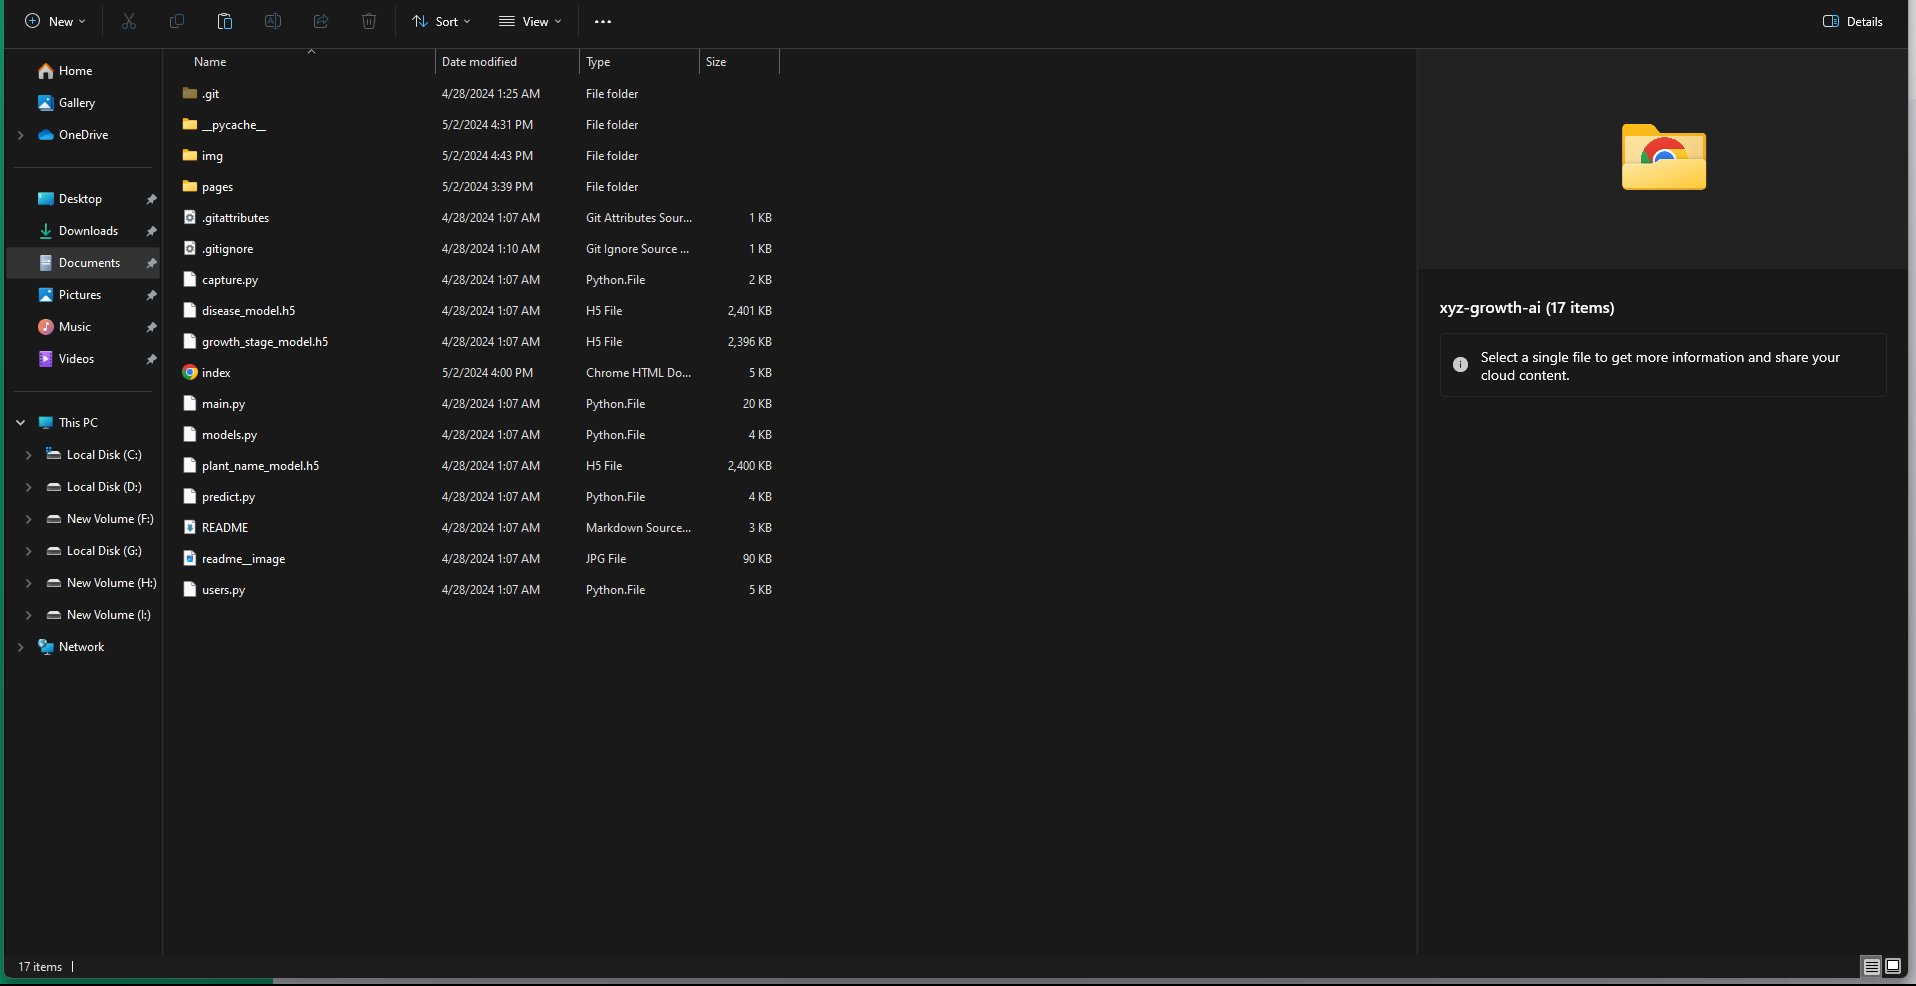 New Sort View Details
Home
Gallery
OneDrive
Desktop
Downloads
Documents
Pictures
Music
Videos
This PC
Local Disk (C:)
Local Disk (D:)
New Volume (F:)
Local Disk (G:)
New Volume (H:)
New Volume (I:)
Network
Name Date modified Type Size
.git 4/28/2024 1:25 AM File folder
__pycache__ 5/2/2024 4:31 PM File folder
img 5/2/2024 4:43 PM File folder
pages 5/2/2024 3:39 PM File folder
.gitattributes 4/28/2024 1:07 AM Git Attributes Sour... 1 KB
.gitignore 4/28/2024 1:10 AM Git Ignore Source ... 1 KB
capture.py 4/28/2024 1:07 AM Python.File 2 KB
disease_model.h5 4/28/2024 1:07 AM H5 File 2,401 KB
growth_stage_model.h5 4/28/2024 1:07 AM H5 File 2,396 KB
index 5/2/2024 4:00 PM Chrome HTML Do... 5 KB
main.py 4/28/2024 1:07 AM Python.File 20 KB
models.py 4/28/2024 1:07 AM Python.File 4 KB
plant_name_model.h5 4/28/2024 1:07 AM H5 File 2,400 KB
predict.py 4/28/2024 1:07 AM Python.File 4 KB
README 4/28/2024 1:07 AM Markdown Source... 3 KB
readme__image 4/28/2024 1:07 AM JPG File 90 KB
users.py 4/28/2024 1:07 AM Python.File 5 KB
xyz-growth-ai (17 items)
Select a single file to get more information and share your
cloud content.
17 items